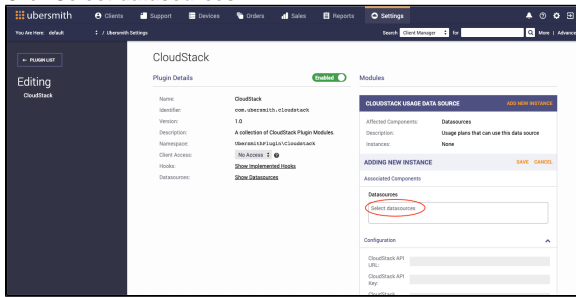 ubersmith Clients Support Devices Orders Sales Reports Settings
You Are Here: default / Ubersmith Settings Search Client Manager for More | Advance
← PLUGIN LIST
Editing
CloudStack
CloudStack
Plugin Details Enabled
Name: CloudStack
Identifier: com.ubersmith.cloudstack
Version: 1.0
Description: A collection of CloudStack Plugin Modules.
Namespace: UbersmithPlugin\Cloudstack
Client Access: No Access
Hooks: Show Implemented Hooks
Datasources: Show Datasources
Modules
CLOUDSTACK USAGE DATA SOURCE ADD NEW INSTANCE
Affected Components: Datasources
Description: Usage plans that can use this data source
Instances: None
ADDING NEW INSTANCE SAVE CANCEL
Associated Components
Datasources
Select datasources
Configuration
CloudStack API
URL:
CloudStack API
Key:
CloudStack